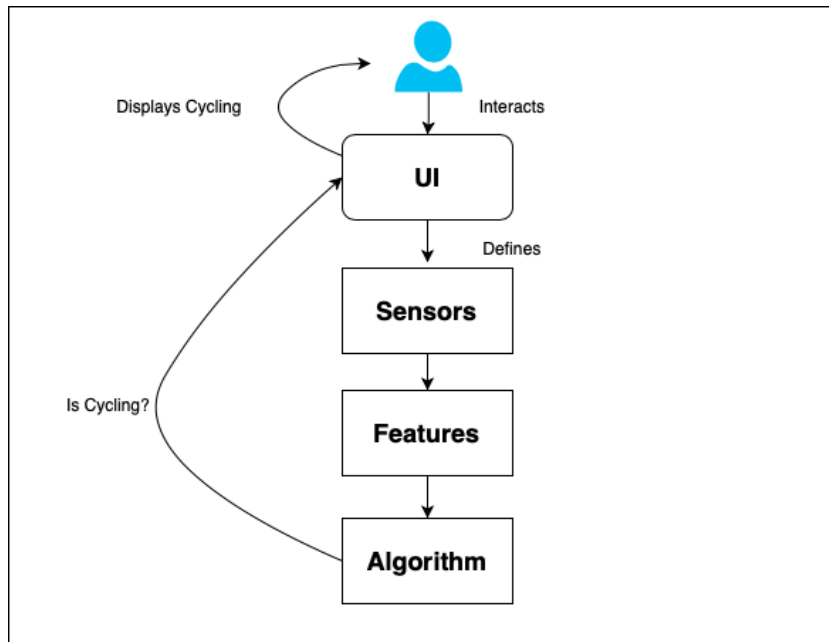 Displays Cycling
Interacts
UI
Defines
Sensors
Is Cycling?
Features
Algorithm